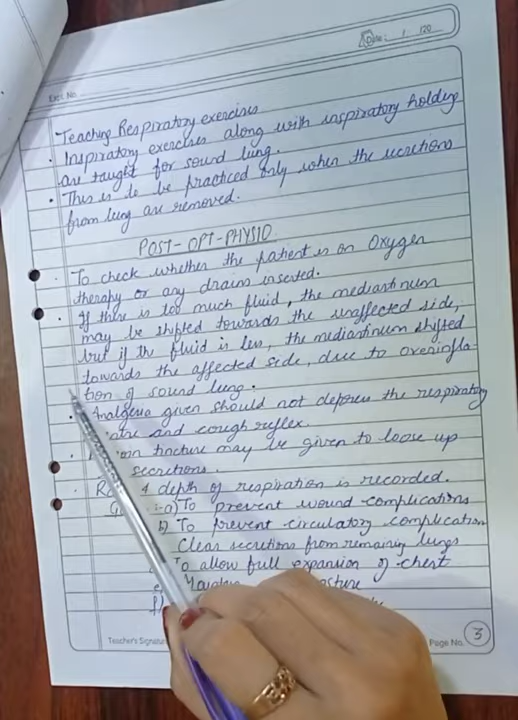 Date: / /20
Expt. No.
Teaching Respiratory exercises
• Inspiratory exercises along with inspiratory holding
are taught for sound lung.
• This is to be practiced only when the secretions
from lung are removed.
POST-OPT-PHYSIO
• To check whether the patient is on Oxygen
therapy or any drains inserted.
• If there is too much fluid, the mediastinum
may be shifted towards the unaffected side,
but if the fluid is less, the mediastinum shifted
towards the affected side, due to overinfla-
tion of sound lung.
• Analgesia given should not depress the respiratory
and cough reflex.
tincture may be given to loose up
secretions.
depth of respiration is recorded.
:- a) To prevent wound complications
b) To prevent circulatory complication
Clear secretions from remaining lungs
To allow full expansion of chest
Teacher's Signature
Page No. 3